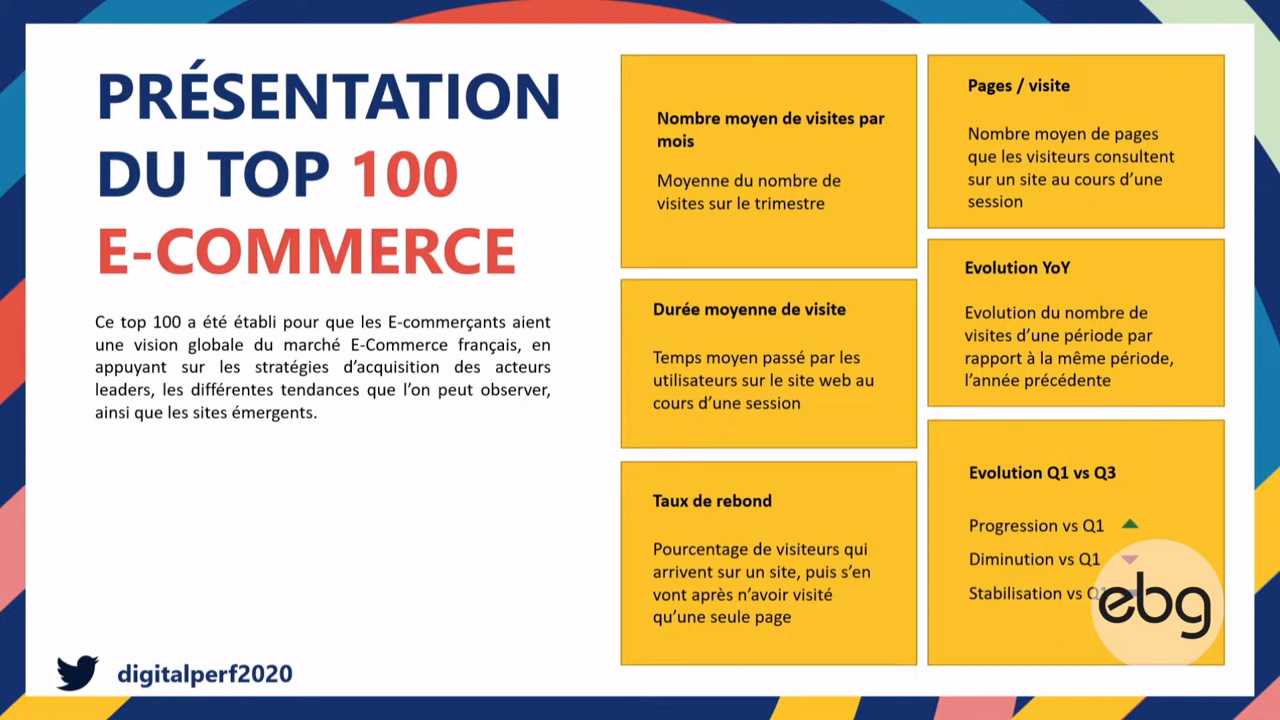 PRÉSENTATION
DU TOP 100
E-COMMERCE
Ce top 100 a été établi pour que les E-commerçants aient
une vision globale du marché E-Commerce français, en
appuyant sur les stratégies d’acquisition des acteurs
leaders, les différentes tendances que l’on peut observer,
ainsi que les sites émergents.
Nombre moyen de visites par
mois
Moyenne du nombre de
visites sur le trimestre
Durée moyenne de visite
Temps moyen passé par les
utilisateurs sur le site web au
cours d’une session
Taux de rebond
Pourcentage de visiteurs qui
arrivent sur un site, puis s’en
vont après n’avoir visité
qu’une seule page
Pages / visite
Nombre moyen de pages
que les visiteurs consultent
sur un site au cours d’une
session
Evolution YoY
Evolution du nombre de
visites d’une période par
rapport à la même période,
l’année précédente
Evolution Q1 vs Q3
Progression vs Q1
Diminution vs Q1
Stabilisation vs Q1
ebg
digitalperf2020